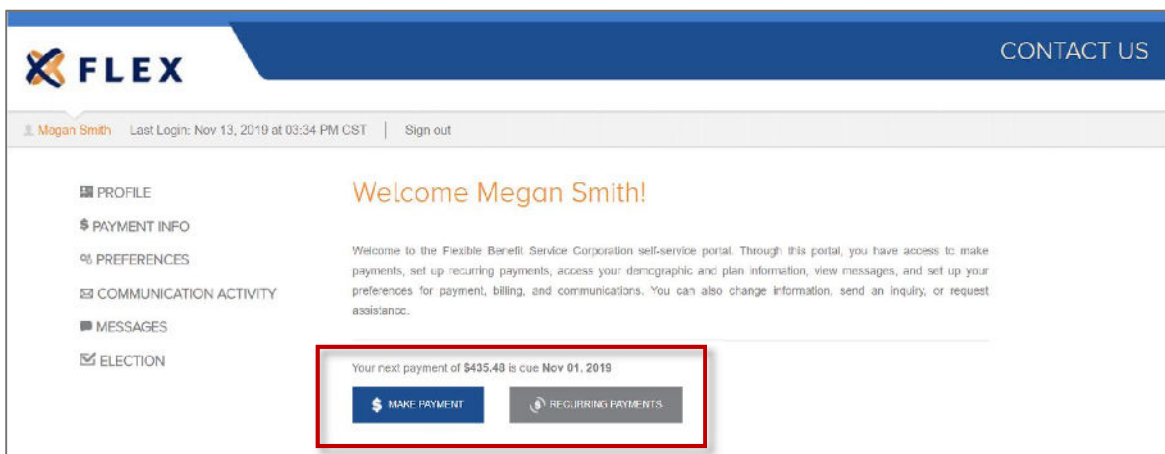 CONTACT US
FLEX
Megan Smith Last Login: Nov 13, 2019 at 03:34 PM CST | Sign out
PROFILE
PAYMENT INFO
PREFERENCES
COMMUNICATION ACTIVITY
MESSAGES
ELECTION
Welcome Megan Smith!
Welcome to the Flexible Benefit Service Corporation self-service portal. Through this portal, you have access to make
payments, set up recurring payments, access your demographic and plan information, view messages, and set up your
preferences for payment, billing, and communications. You can also change information, send an inquiry, or request
assistance.
Your next payment of $435.48 is due Nov 01, 2019
$ MAKE PAYMENT
RECURRING PAYMENTS